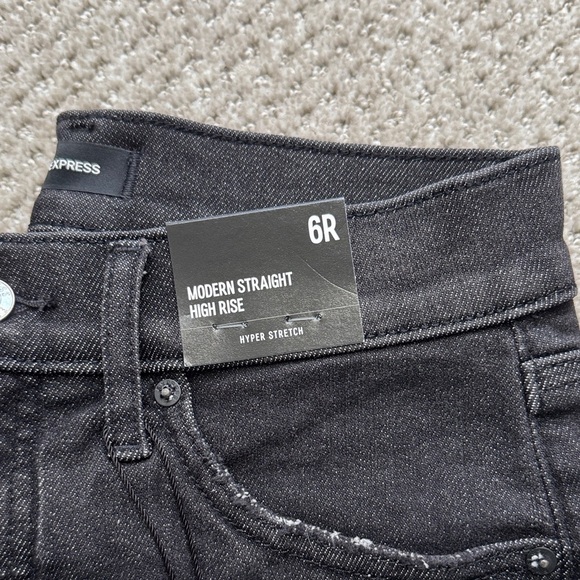 EXPRESS
6R
MODERN STRAIGHT
HIGH RISE
HYPER STRETCH